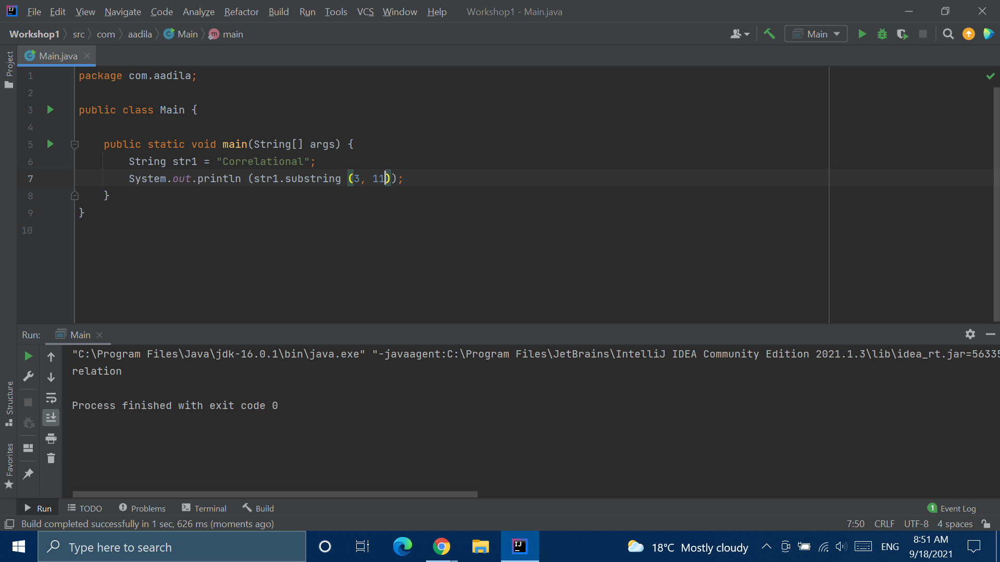 File Edit View Navigate Code Analyze Refactor Build Run Tools VCS Window Help Workshop1 - Main.java
Workshop1 src com aadila Main main
Main
Main.java
Project
1 package com.aadila;
2
3 public class Main {
4
5 public static void main(String[] args) {
6 String str1 = "Correlational";
7 System.out.println (str1.substring (3, 11));
8 }
9 }
10
Run: Main
"C:\Program Files\Java\jdk-16.0.1\bin\java.exe" "-javaagent:C:\Program Files\JetBrains\IntelliJ IDEA Community Edition 2021.1.3\lib\idea_rt.jar=56335
relation
Process finished with exit code 0
Structure
Favorites
Run TODO Problems Terminal Build 1 Event Log
Build completed successfully in 1 sec, 626 ms (moments ago) 7:50 CRLF UTF-8 4 spaces
Type here to search
18°C Mostly cloudy
ENG
8:51 AM
9/18/2021